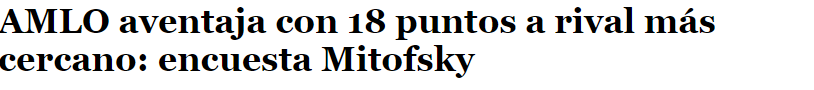 AMLO aventaja con 18 puntos a rival más
cercano: encuesta Mitofsky